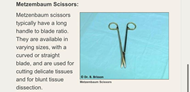 Metzembaum Scissors:
Metzenbaum scissors
typically have a long
handle to blade ratio.
They are available in
varying sizes, with a
curved or straight
blade, and are used for
cutting delicate tissues
and for blunt tissue
dissection.
Metzenbaum Scissors